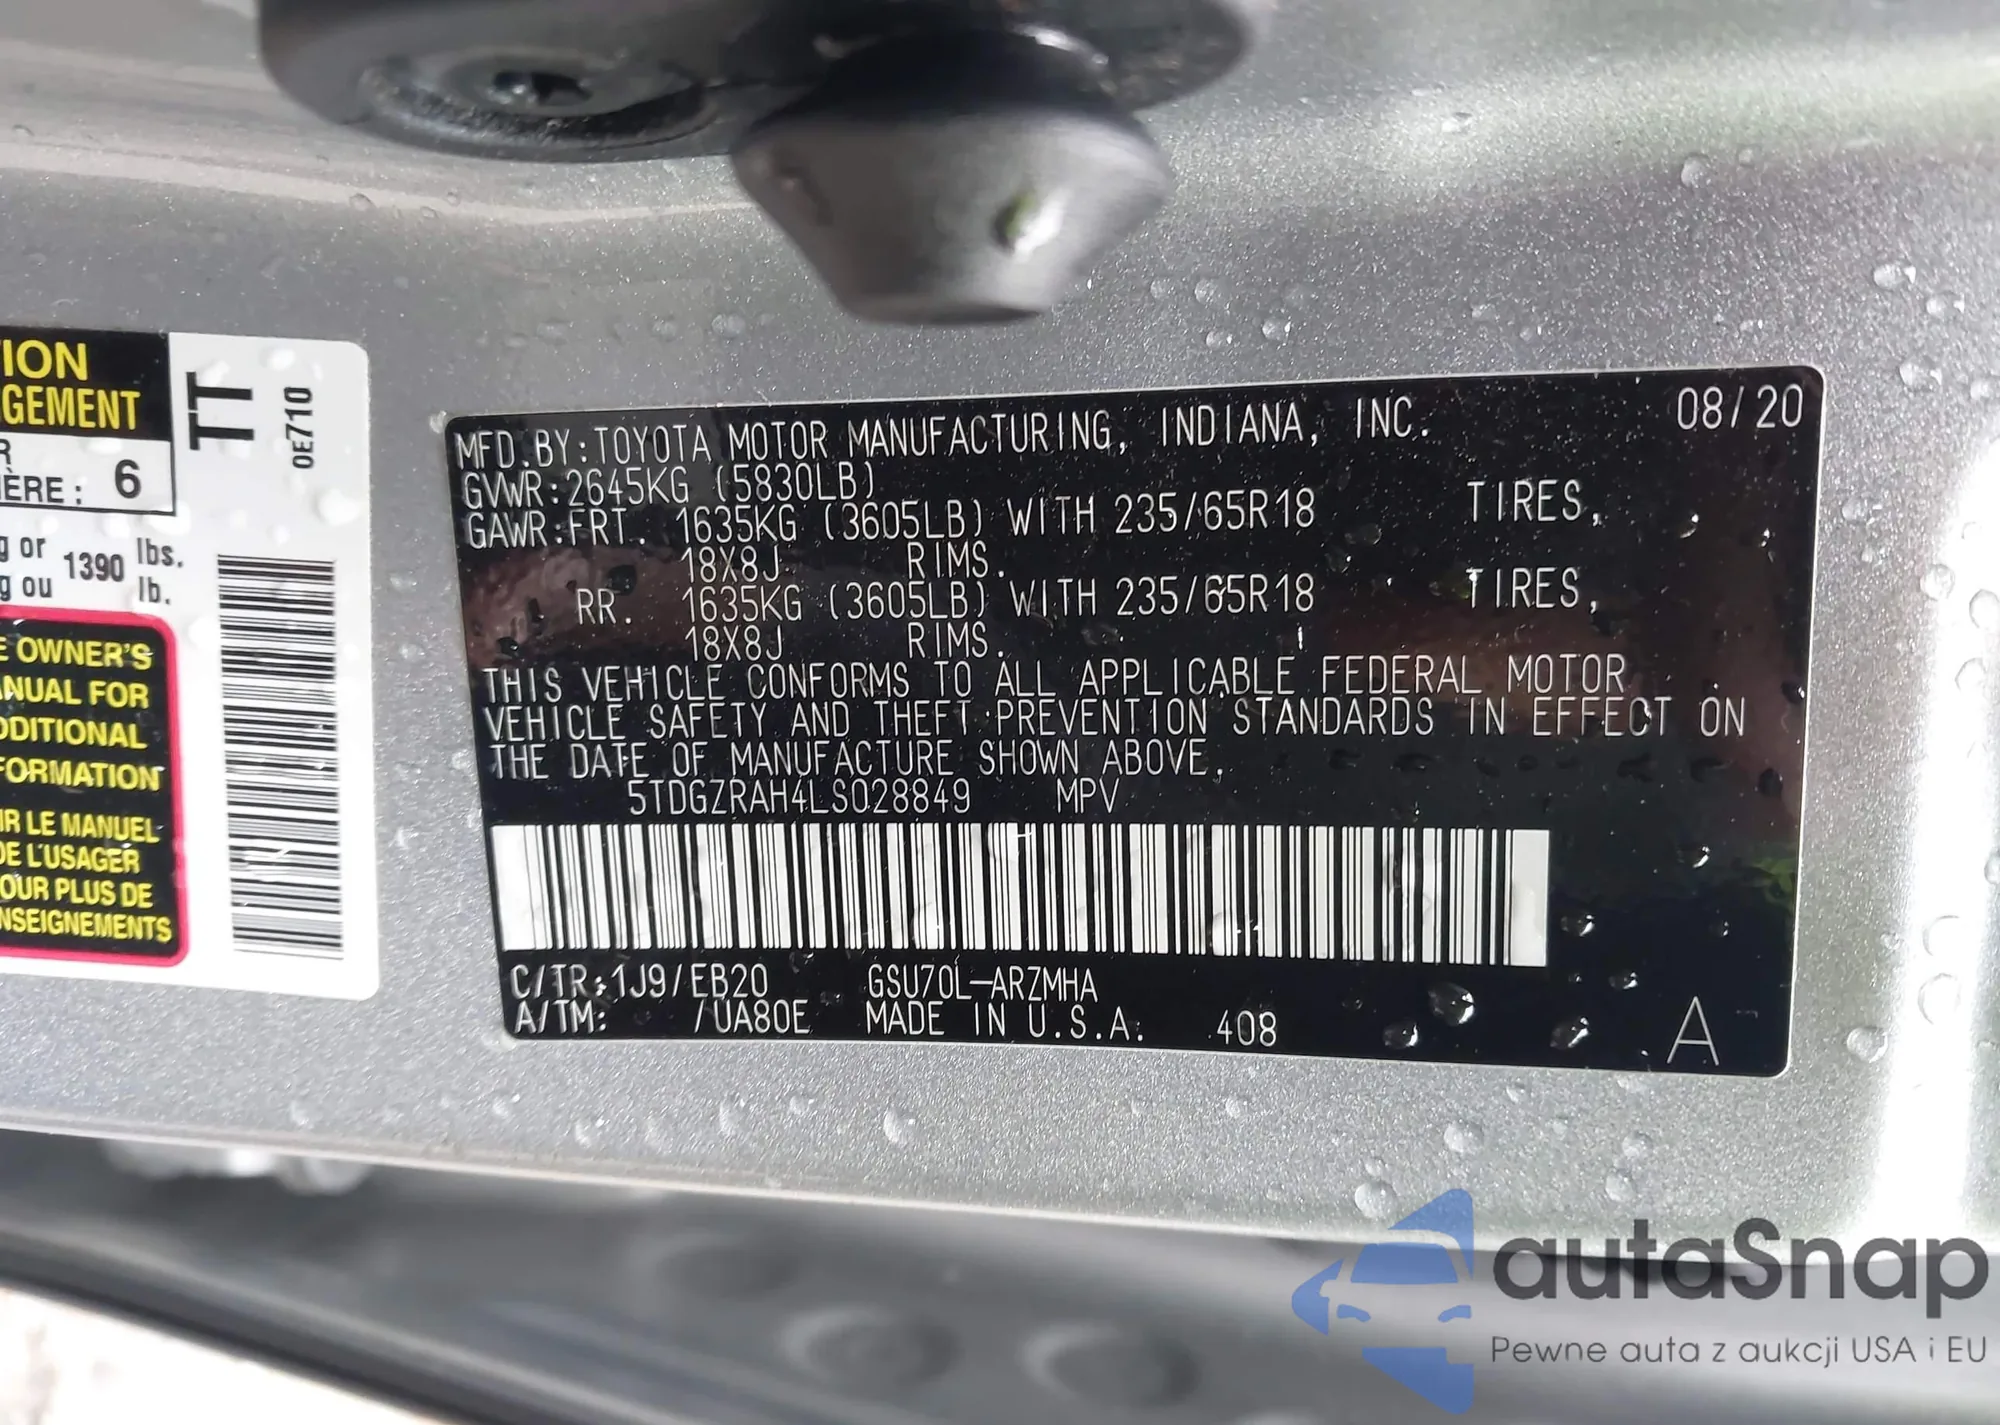 TION
GEMENT
R
IÈRE : 6
g or 1390 lbs.
g ou lb.
E OWNER'S
ANUAL FOR
DDITIONAL
FORMATION
IR LE MANUEL
DE L'USAGER
OUR PLUS DE
NSEIGNEMENTS
TT
0E710
MFD.BY:TOYOTA MOTOR MANUFACTURING, INDIANA, INC. 08/20
GVWR:2645KG (5830LB)
GAWR:FRT. 1635KG (3605LB) WITH 235/65R18 TIRES,
18X8J RIMS.
RR. 1635KG (3605LB) WITH 235/65R18 TIRES,
18X8J RIMS.
THIS VEHICLE CONFORMS TO ALL APPLICABLE FEDERAL MOTOR
VEHICLE SAFETY AND THEFT PREVENTION STANDARDS IN EFFECT ON
THE DATE OF MANUFACTURE SHOWN ABOVE.
5TDGZRAH4LS028849 MPV
C/TR:1J9/EB20 GSU70L-ARZMHA
A/TM: /UA80E MADE IN U.S.A. 408
A
autaSnap
Pewne auta z aukcji USA i EU